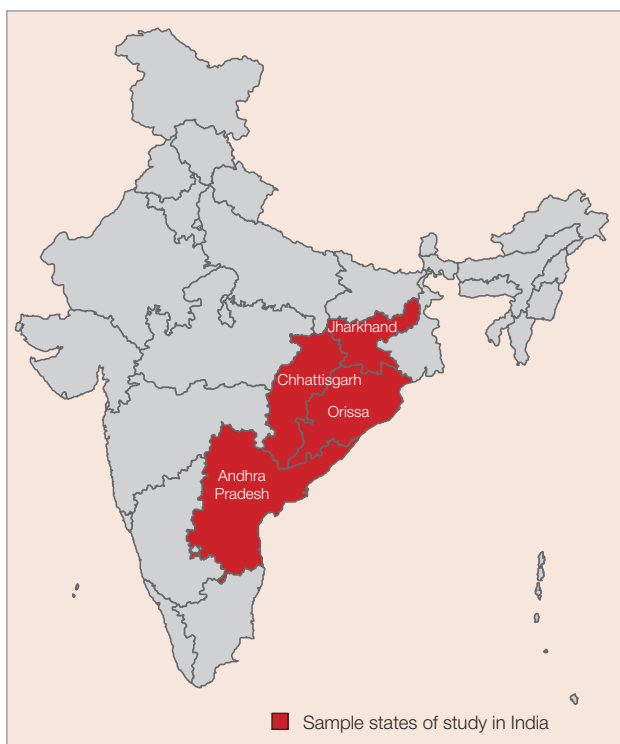 Jharkhand
Chhattisgarh
Orissa
Andhra
Pradesh
Sample states of study in India